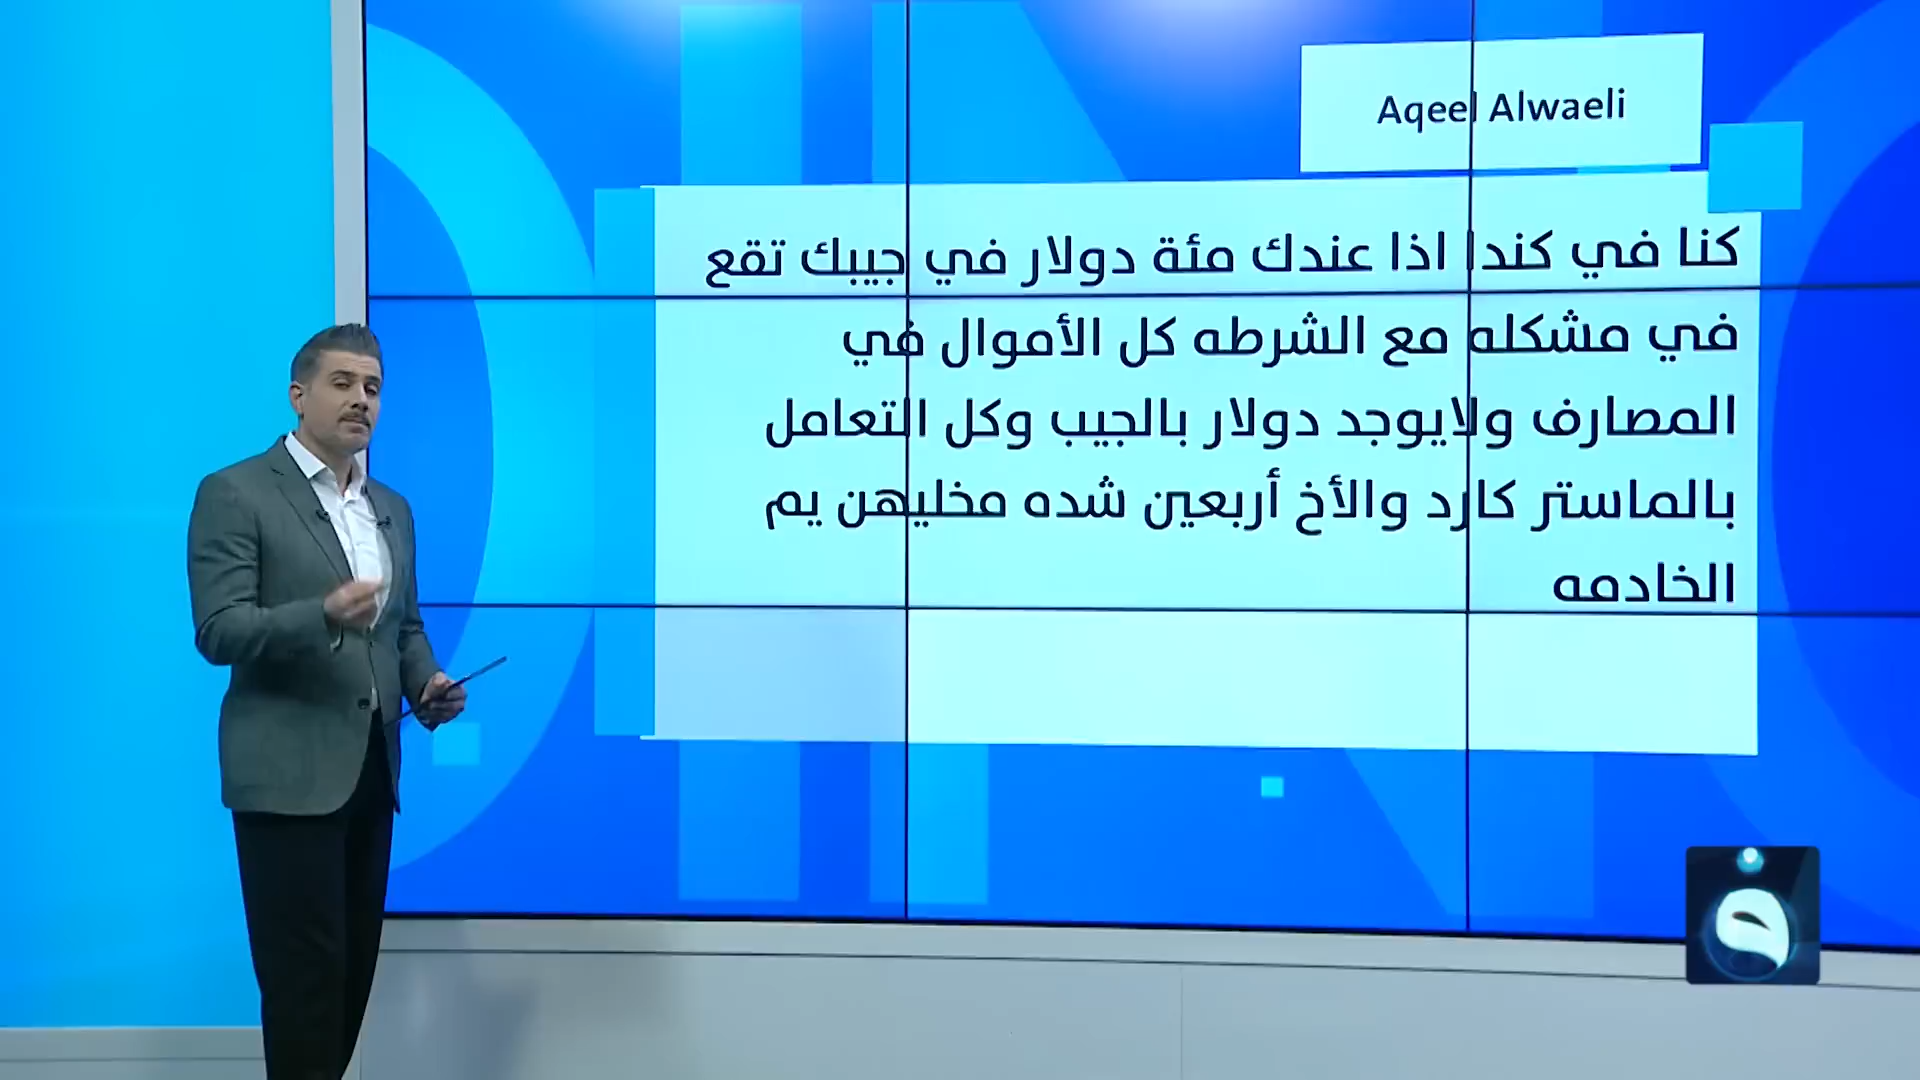 Aqeel Alwaeli
كنا في كندا اذا عندك مئة دولار في جيبك تقع
في مشكله مع الشرطه كل الأموال في
المصارف ولايوجد دولار بالجيب وكل التعامل
بالماستر كارد والأخ أربعين شده مخليهن يم
الخادمه